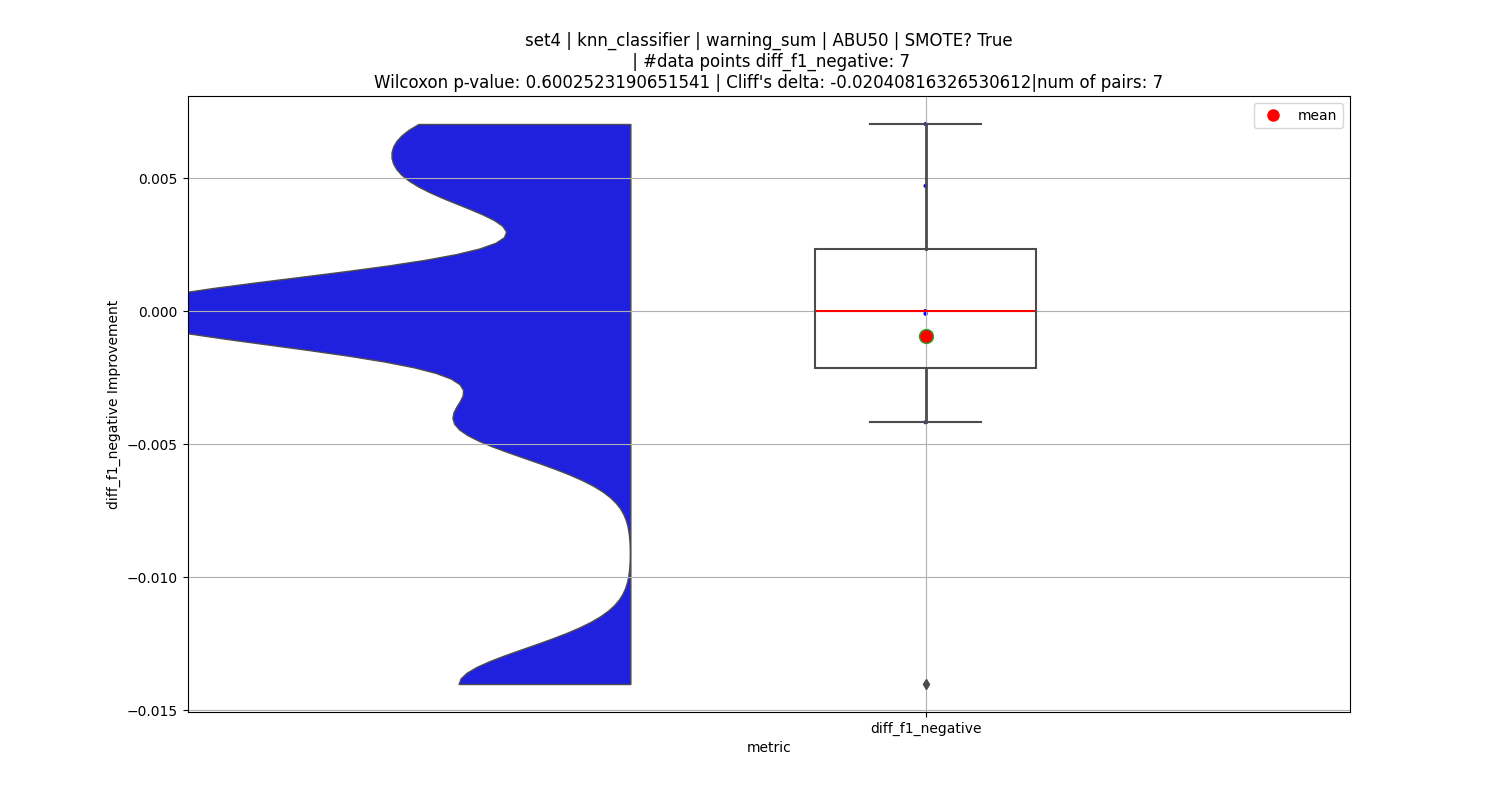 set4 | knn_classifier | warning_sum | ABU50 | SMOTE? True
| #data points diff_f1_negative: 7
Wilcoxon p-value: 0.6002523190651541 | Cliff's delta: -0.02040816326530612|num of pairs: 7
mean
0.005
0.000
−0.005
−0.010
−0.015
diff_f1_negative Improvement
diff_f1_negative
metric